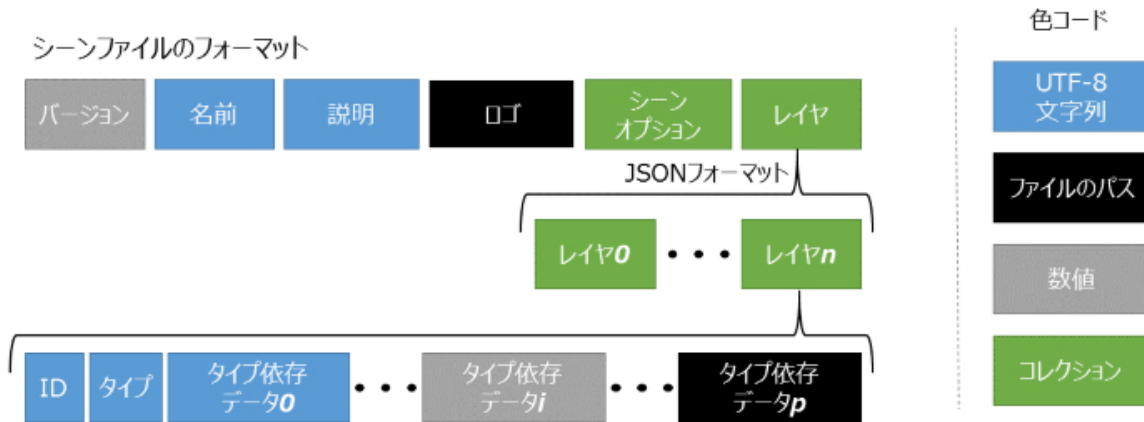 色コード
シーンファイルのフォーマット
バージョン
名前
説明
ロゴ
シーン
オプション
レイヤ
UTF-8
文字列
JSONフォーマット
ファイルのパス
レイヤ0
レイヤn
数値
ID
タイプ
タイプ依存
データ0
タイプ依存
データi
タイプ依存
データp
コレクション